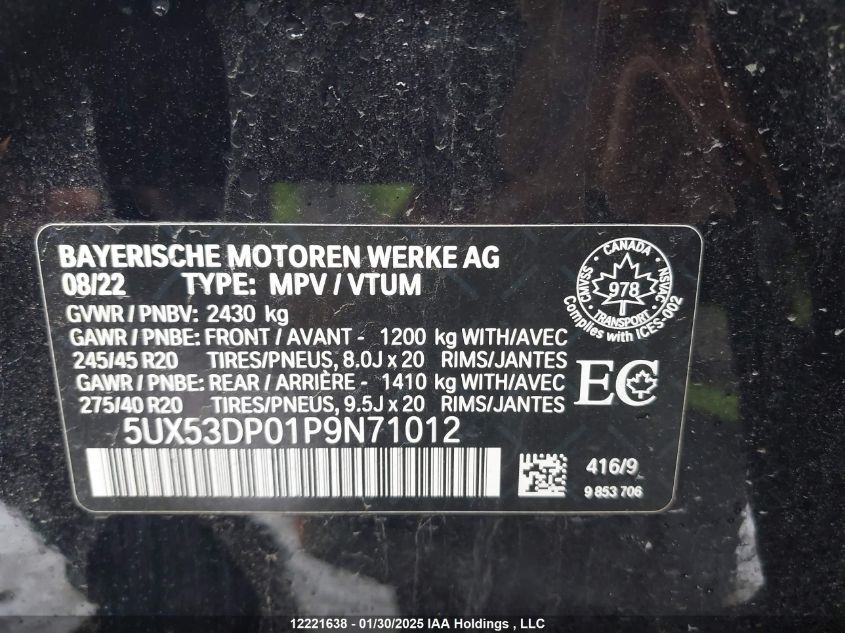 BAYERISCHE MOTOREN WERKE AG
08/22 TYPE: MPV / VTUM
GVWR / PNBV: 2430 kg
GAWR / PNBE: FRONT / AVANT - 1200 kg WITH/AVEC
245/45 R20 TIRES/PNEUS, 8.0J x 20 RIMS/JANTES
GAWR / PNBE: REAR / ARRIÈRE - 1410 kg WITH/AVEC
275/40 R20 TIRES/PNEUS, 9.5J x 20 RIMS/JANTES
5UX53DP01P9N71012
CANADA
CMVSS NSVAC
978
TRANSPORT
Complies with ICES-002
EC
416/9
9 853 706
12221638 - 01/30/2025 IAA Holdings , LLC